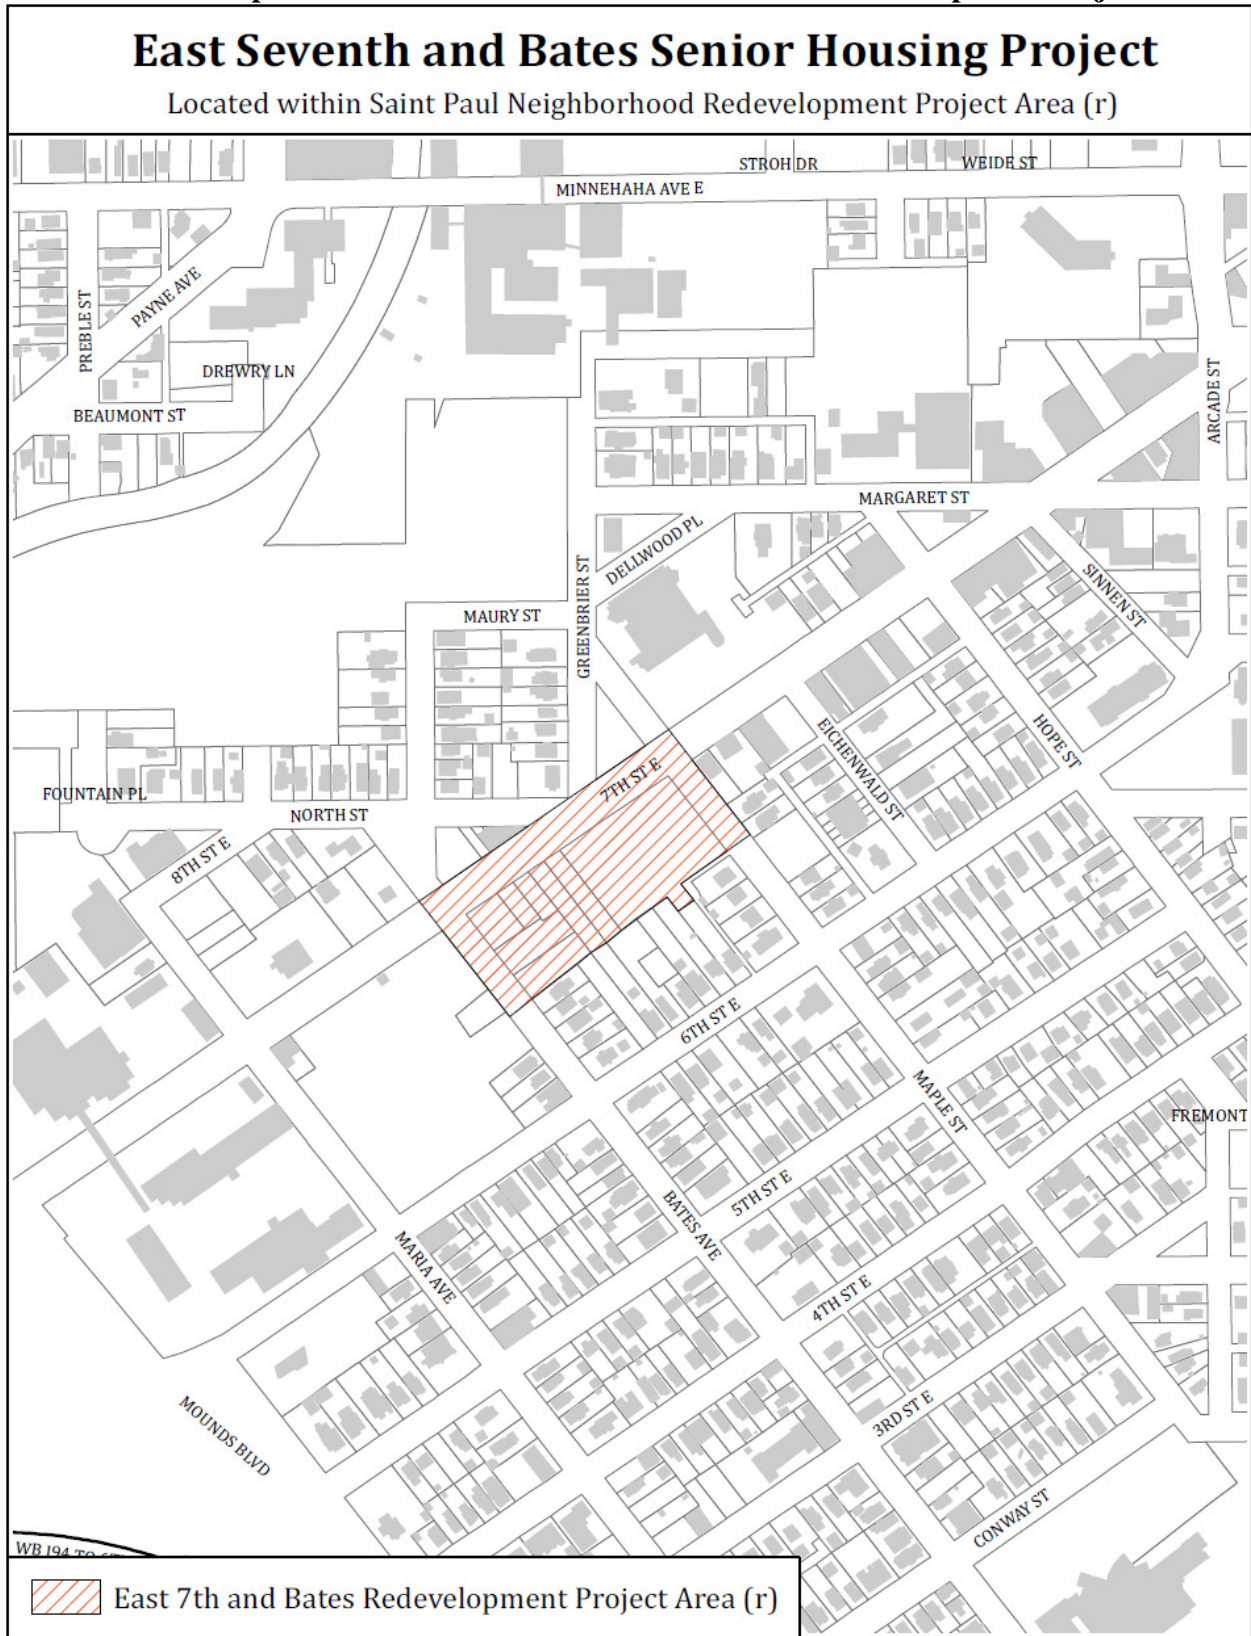 East Seventh and Bates Senior Housing Project
Located within Saint Paul Neighborhood Redevelopment Project Area (r)
STROH DR
WEIDE ST
MINNEHAHA AVE E
PAYNE AVE
PREBLE ST
DREWRY LN
BEAUMONT ST
ARCADE ST
MARGARET ST
DELLWOOD PL
GREENBRIER ST
SINNEN ST
MAURY ST
EICHENWALD ST
HOPE ST
7TH ST E
FOUNTAIN PL
NORTH ST
8TH ST E
6TH ST E
MAPLE ST
FREMONT
5TH ST E
BATES AVE
MARIA AVE
4TH ST E
3RD ST E
MOUNDS BLVD
CONWAY ST
WB 194 TO
East 7th and Bates Redevelopment Project Area (r)